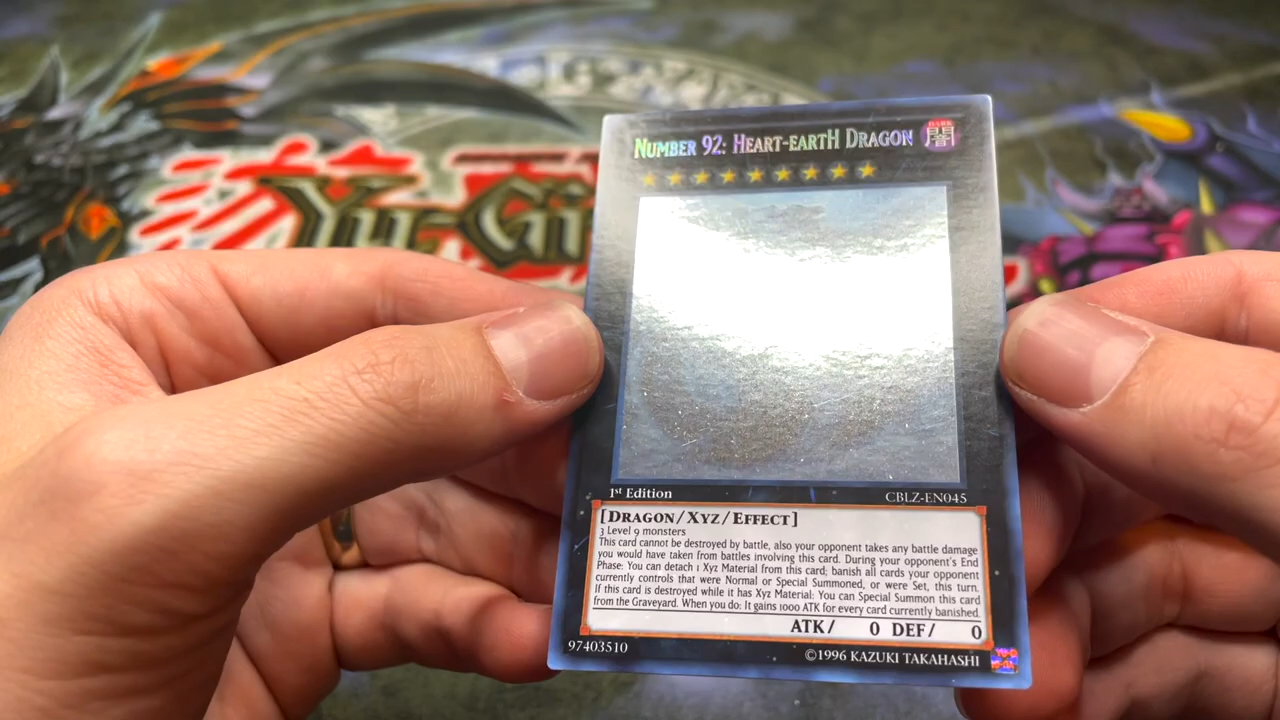 Number 92: Heart-eartH Dragon
DARK
闇
Yu-Gi
1st Edition
CBLZ-EN045
[Dragon/Xyz/Effect]
3 Level 9 monsters
This card cannot be destroyed by battle, also your opponent takes any battle damage
you would have taken from battles involving this card. During your opponent's End
Phase: You can detach 1 Xyz Material from this card; banish all cards your opponent
currently controls that were Normal or Special Summoned, or were Set, this turn.
If this card is destroyed while it has Xyz Material: You can Special Summon this card
from the Graveyard. When you do: It gains 1000 ATK for every card currently banished.
ATK/ 0 DEF/ 0
97403510
©1996 KAZUKI TAKAHASHI